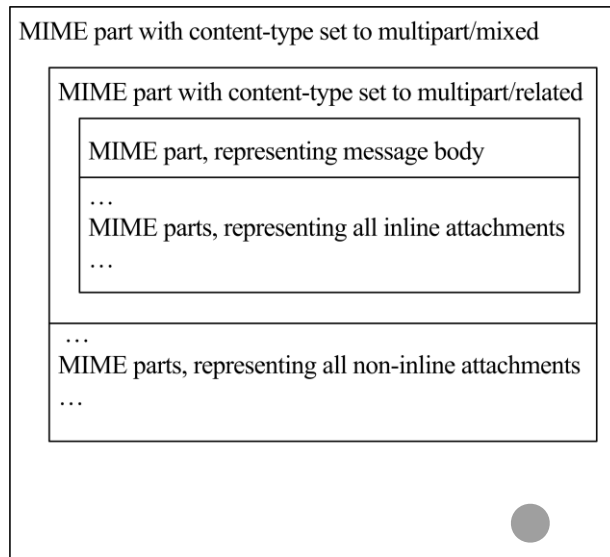 MIME part with content-type set to multipart/mixed
MIME part with content-type set to multipart/related
MIME part, representing message body
…
MIME parts, representing all inline attachments
…
…
MIME parts, representing all non-inline attachments
…